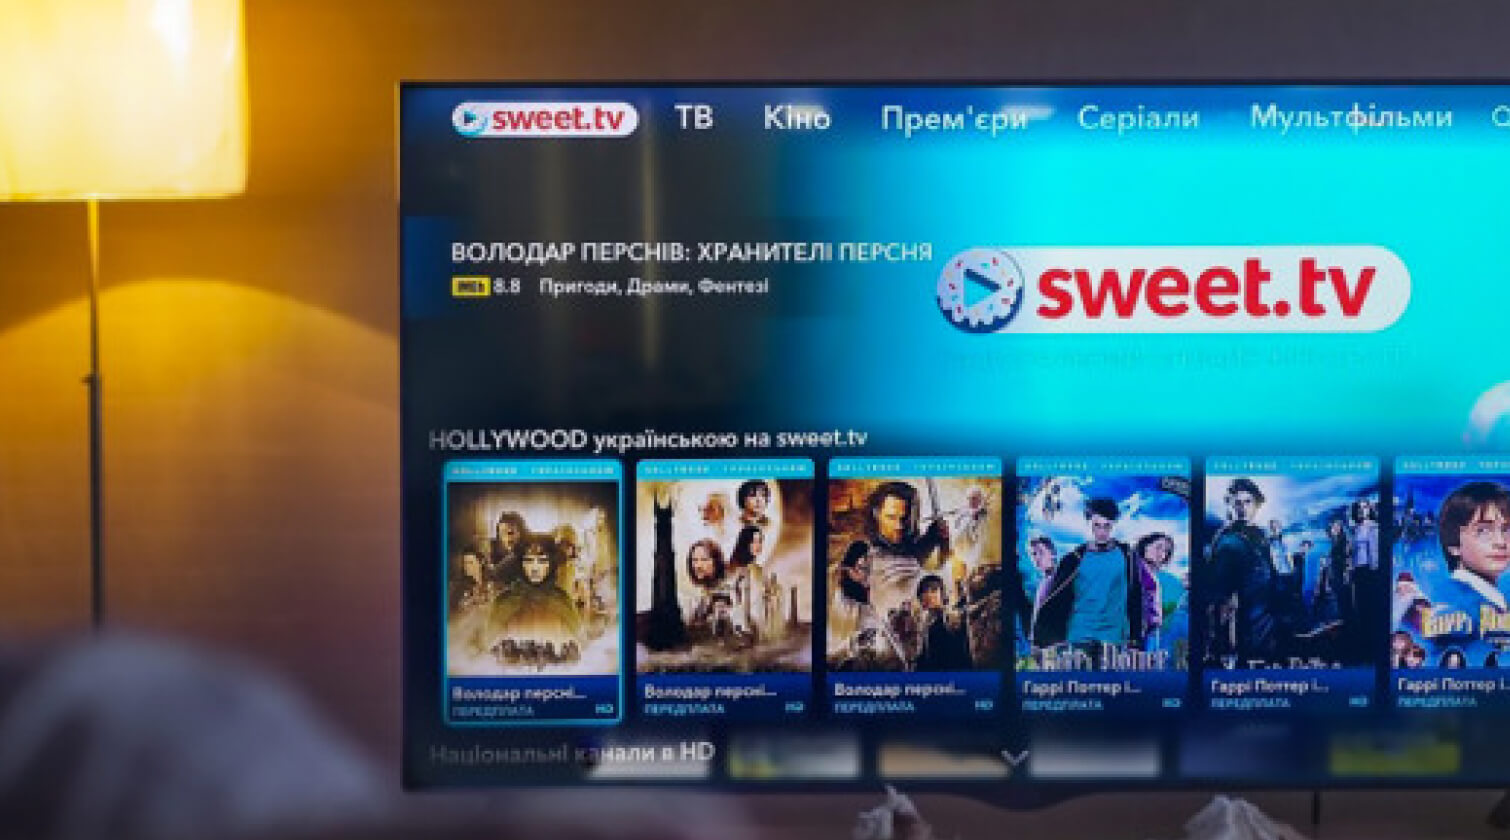 sweet.tv ТВ Кіно Прем'єри Серіали Мультфільми
ВОЛОДАР ПЕРСНІВ: ХРАНИТЕЛІ ПЕРСНЯ
IMDb 8.8 Пригоди, Драми, Фентезі
sweet.tv
HOLLYWOOD українською на sweet.tv
Володар персні... Володар персні... Володар персні... Гаррі Поттер і... Гаррі Поттер і... Гаррі Поттер і...
ПЕРЕДПЛАТА HD ПЕРЕДПЛАТА HD ПЕРЕДПЛАТА HD ПЕРЕДПЛАТА HD ПЕРЕДПЛАТА HD ПЕРЕДПЛАТА
Національні канали в HD